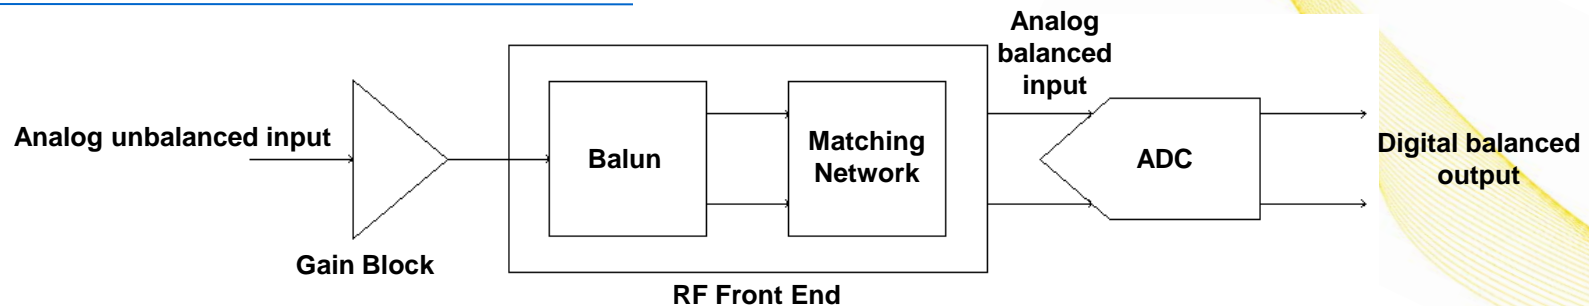 Analog unbalanced input
Gain Block
Balun
Matching
Network
RF Front End
Analog
balanced
input
ADC
Digital balanced
output